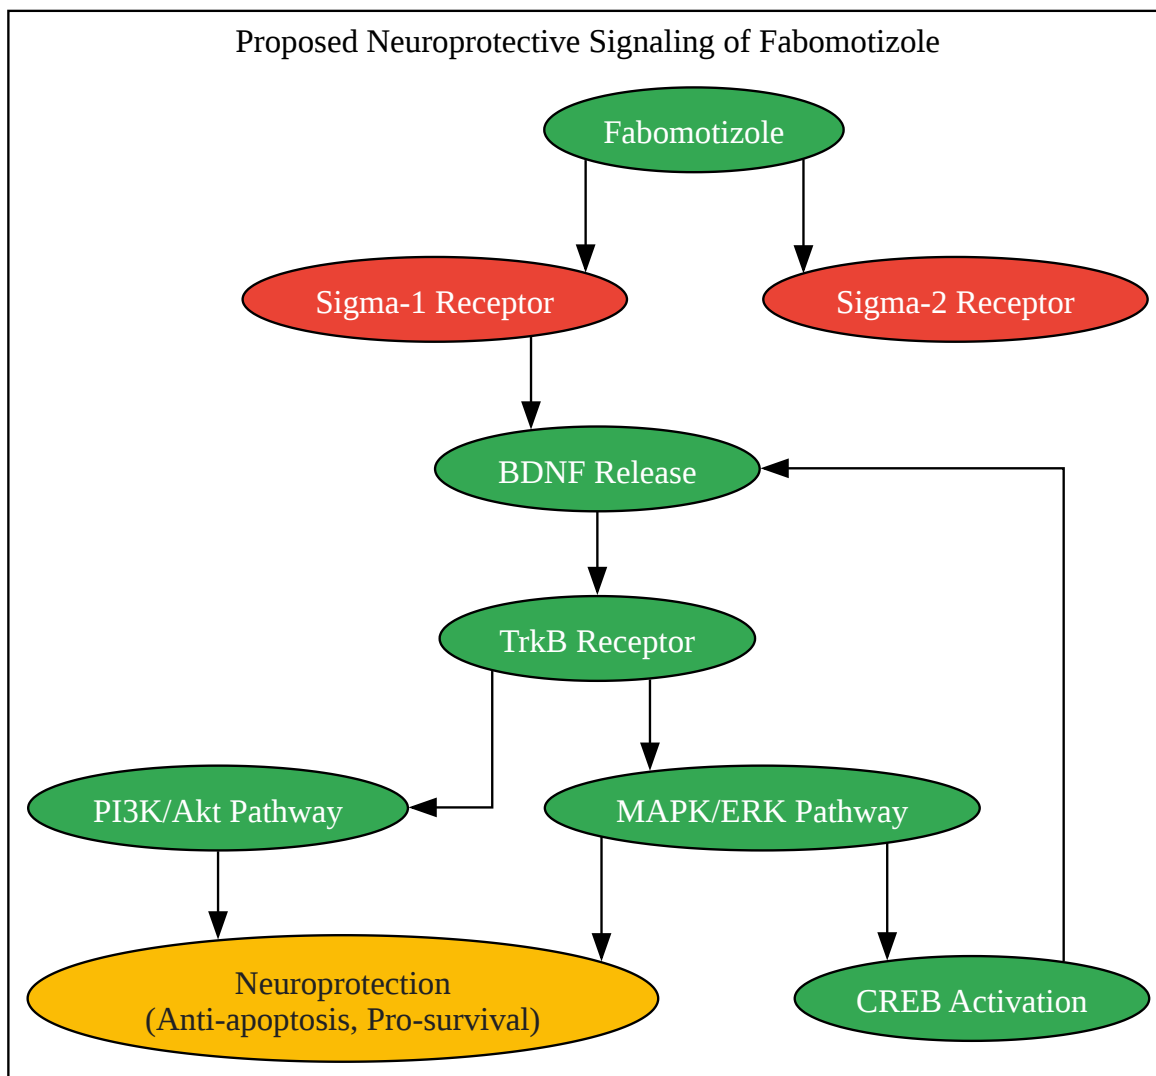 Proposed Neuroprotective Signaling of Fabomotizole
Fabomotizole
Sigma-1 Receptor
Sigma-2 Receptor
BDNF Release
TrkB Receptor
PI3K/Akt Pathway
MAPK/ERK Pathway
Neuroprotection
(Anti-apoptosis, Pro-survival)
CREB Activation